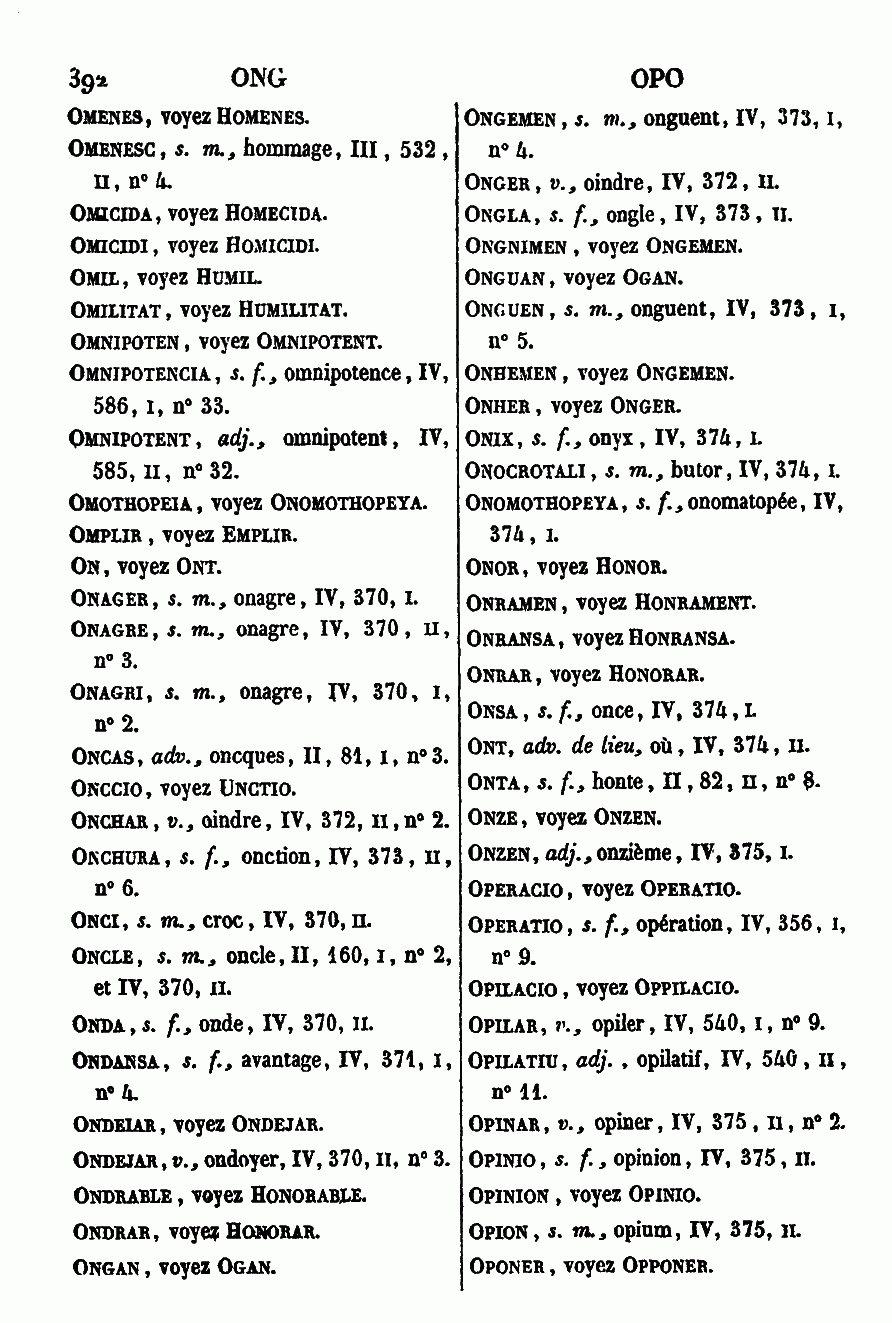 392 ONG OPO
OMENES, voyez HOMENES.
OMENESC, s. m., hommage, III, 532,
II, n° 4.
OMICIDA, voyez HOMECIDA.
OMICIDI, voyez HOMICIDI.
OMIL, voyez HUMIL.
OMILITAT, voyez HUMILITAT.
OMNIPOTEN, voyez OMNIPOTENT.
OMNIPOTENCIA, s. f., omnipotence, IV,
586, I, n° 33.
OMNIPOTENT, adj., omnipotent, IV,
585, II, n° 32.
OMOTHOPEIA, voyez ONOMOTHOPEYA.
OMPLIR, voyez EMPLIR.
ON, voyez ONT.
ONAGER, s. m., onagre, IV, 370, I.
ONAGRE, s. m., onagre, IV, 370, II,
n° 3.
ONAGRI, s. m., onagre, IV, 370, I,
n° 2.
ONCAS, adv., oncques, II, 81, I, n° 3.
ONCCIO, voyez UNCTIO.
ONCHAR, v., oindre, IV, 372, II, n° 2.
ONCHURA, s. f., onction, IV, 373, II,
n° 6.
ONCI, s. m., croc, IV, 370, II.
ONCLE, s. m., oncle, II, 160, I, n° 2,
et IV, 370, II.
ONDA, s. f., onde, IV, 370, II.
ONDANSA, s. f., avantage, IV, 371, I,
n° 4.
ONDEIAR, voyez ONDEJAR.
ONDEJAR, v., ondoyer, IV, 370, II, n° 3.
ONDRABLE, voyez HONORABLE.
ONDRAR, voyez HONORAR.
ONGAN, voyez OGAN.
ONGEMEN, s. m., onguent, IV, 373, I,
n° 4.
ONGER, v., oindre, IV, 372, II.
ONGLA, s. f., ongle, IV, 373, II.
ONGNIMEN, voyez ONGEMEN.
ONGUAN, voyez OGAN.
ONGUEN, s. m., onguent, IV, 373, I,
n° 5.
ONHEMEN, voyez ONGEMEN.
ONHER, voyez ONGER.
ONIX, s. f., onyx, IV, 374, I.
ONOCROTALI, s. m., butor, IV, 374, I.
ONOMOTHOPEYA, s. f., onomatopée, IV,
374, I.
ONOR, voyez HONOR.
ONRAMEN, voyez HONRAMENT.
ONRANSA, voyez HONRANSA.
ONRAR, voyez HONORAR.
ONSA, s. f., once, IV, 374, I.
ONT, adv. de lieu, où, IV, 374, II.
ONTA, s. f., honte, II, 82, II, n° 8.
ONZE, voyez ONZEN.
ONZEN, adj., onzième, IV, 375, I.
OPERACIO, voyez OPERATIO.
OPERATIO, s. f., opération, IV, 356, I,
n° 9.
OPILACIO, voyez OPPILACIO.
OPILAR, v., opiler, IV, 540, I, n° 9.
OPILATIU, adj., opilatif, IV, 540, II,
n° 11.
OPINAR, v., opiner, IV, 375, II, n° 2.
OPINIO, s. f., opinion, IV, 375, II.
OPINION, voyez OPINIO.
OPION, s. m., opium, IV, 375, II.
OPONER, voyez OPPONER.